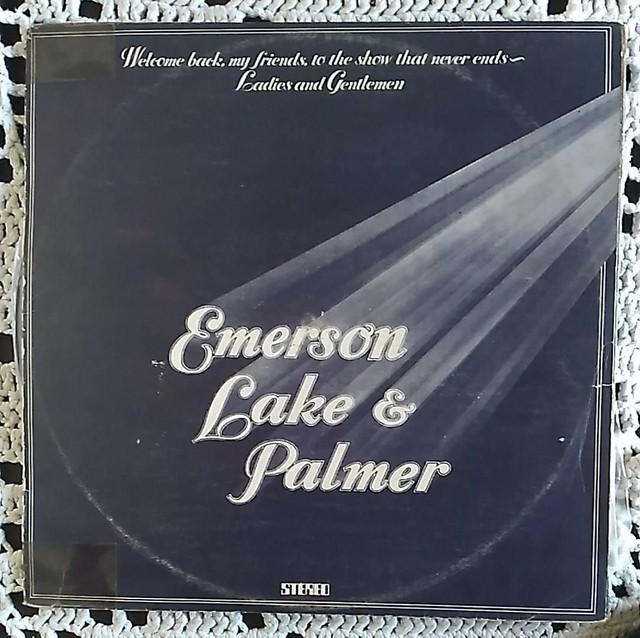 Welcome back, my friends, to the show that never ends~
Ladies and Gentlemen
Emerson
Lake &
Palmer
STEREO